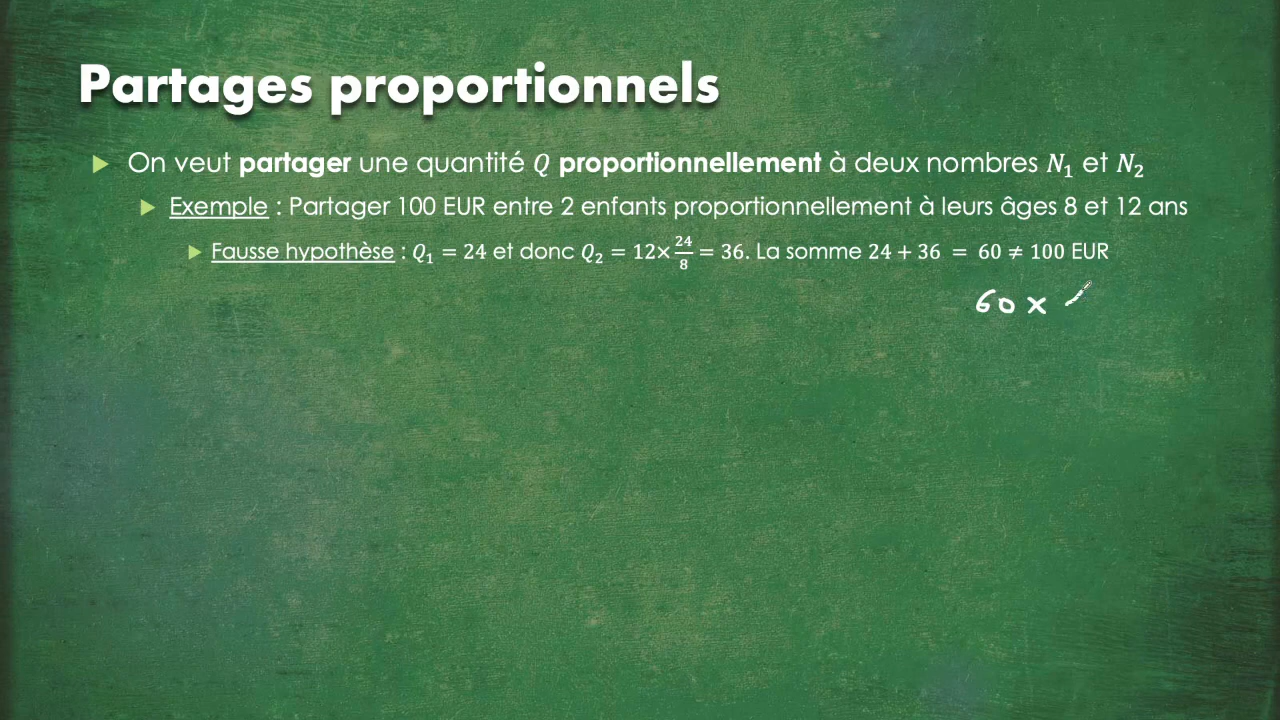 Partages proportionnels
On veut partager une quantité Q proportionnellement à deux nombres N₁ et N₂
Exemple : Partager 100 EUR entre 2 enfants proportionnellement à leurs âges 8 et 12 ans
Fausse hypothèse : Q₁ = 24 et donc Q₂ = 12×24/8 = 36. La somme 24 + 36 = 60 ≠ 100 EUR
60 x